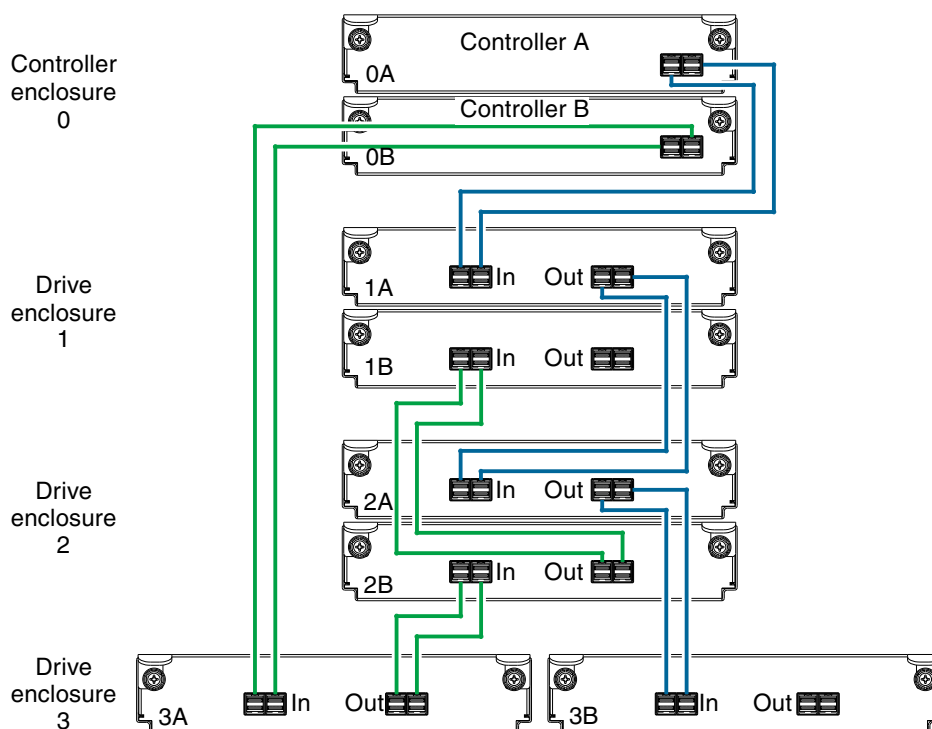 Controller
enclosure
0
Controller A
0A
Controller B
0B
Drive
enclosure
1
1A
In
Out
1B
In
Out
Drive
enclosure
2
2A
In
Out
2B
In
Out
Drive
enclosure
3
3A
In
Out
3B
In
Out